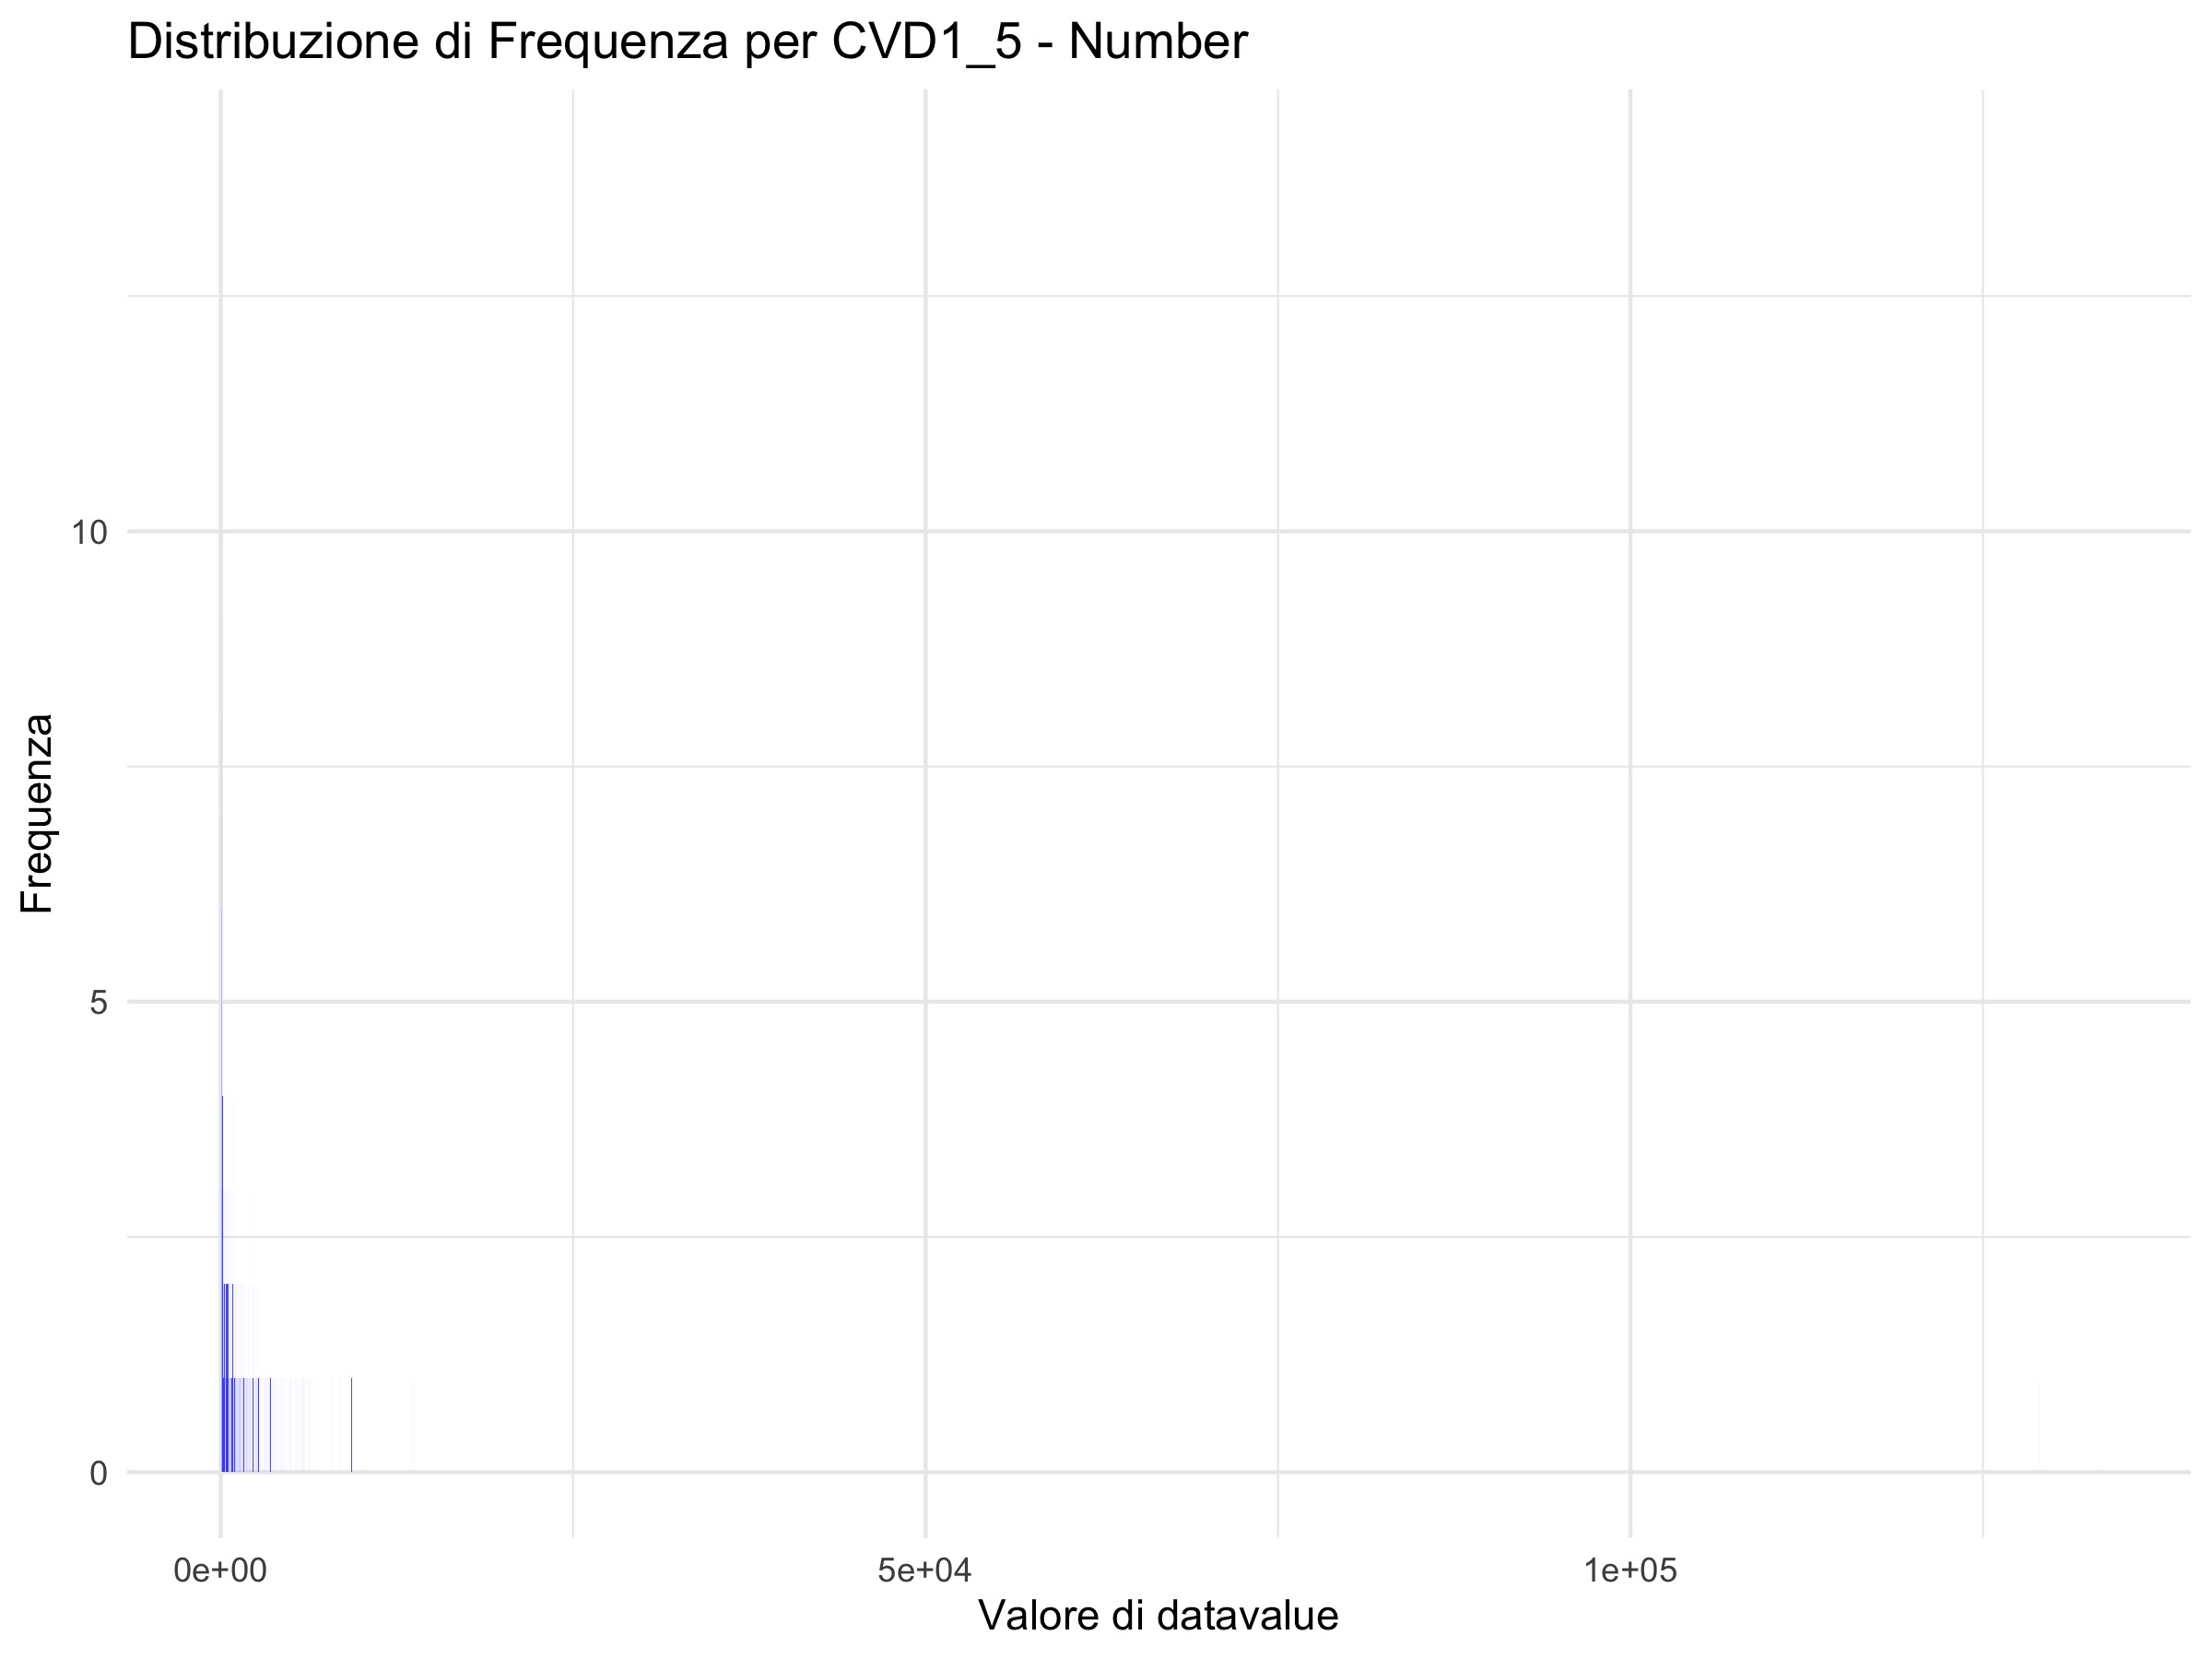 Distribuzione di Frequenza per CVD1_5 - Number
Frequenza
10
5
0
0e+00 5e+04 1e+05
Valore di datavalue